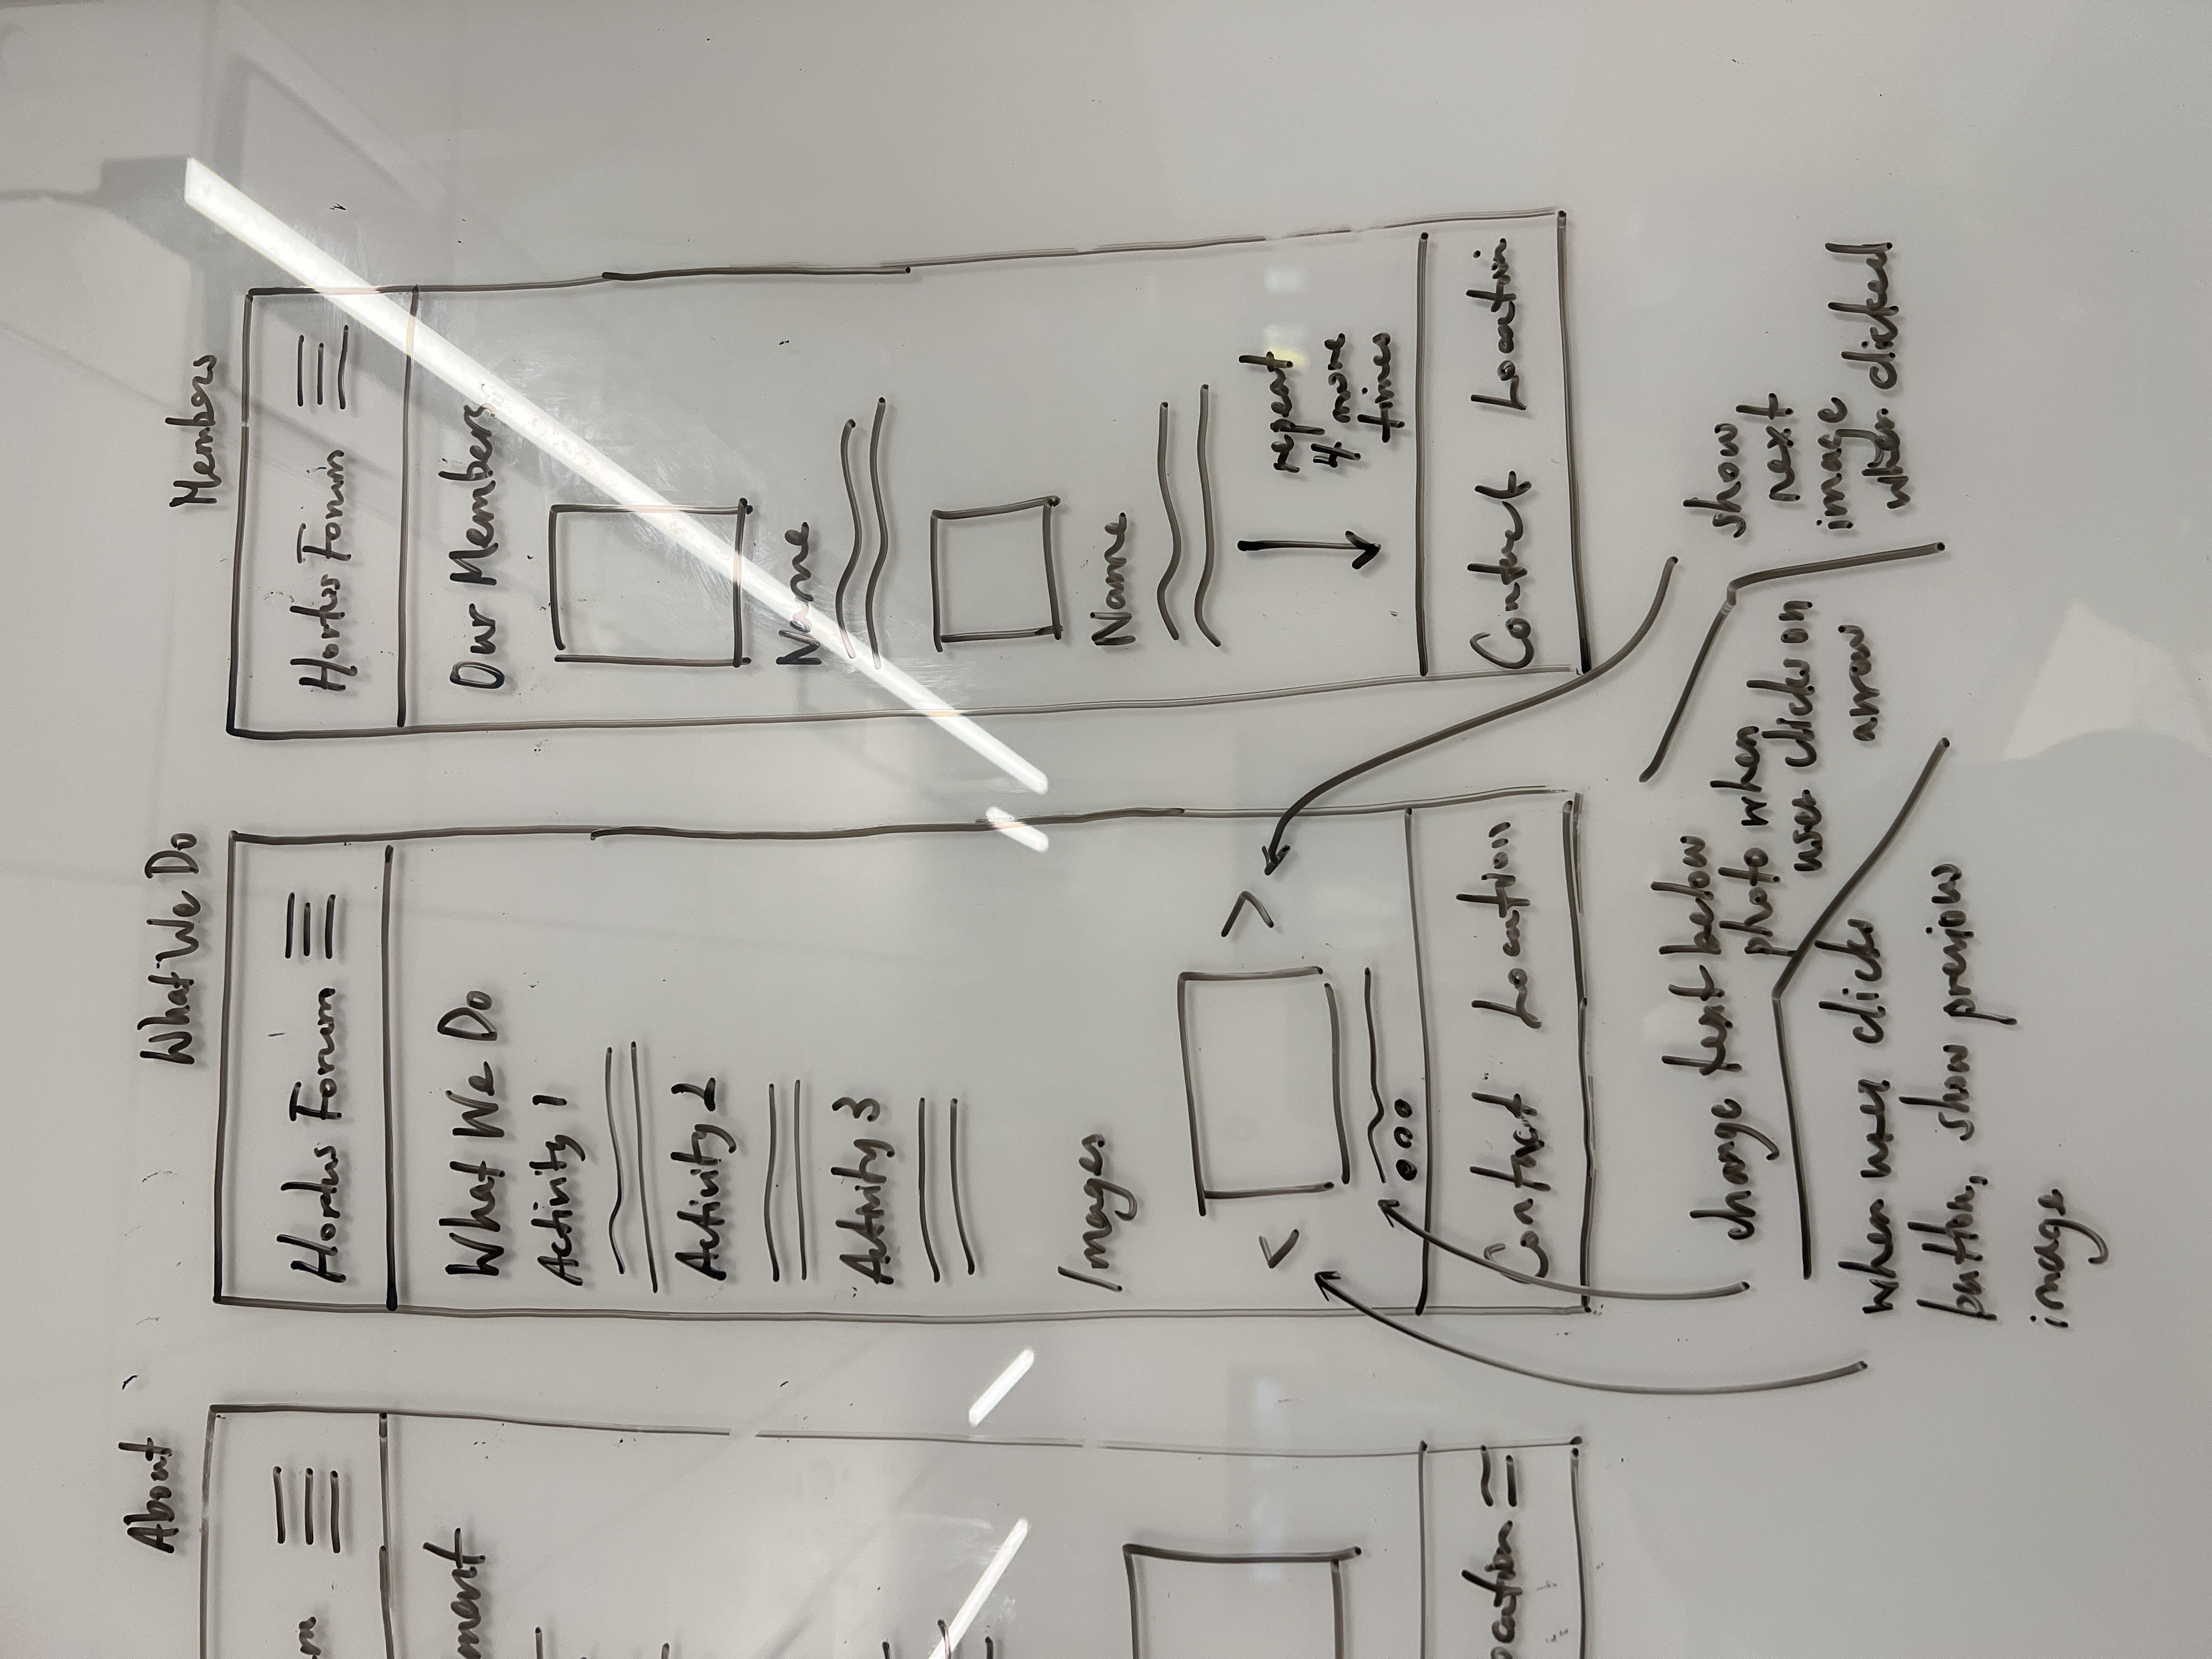 About
ment
What We Do
Hortus Forum
What We Do
Activity 1
Activity 2
Activity 3
Images
<
>
Contact Location
Members
Hortus Forum
Our Members
Name
Name
repeat
4 more
times
Contact Location
change text below
photo when
user clicks on
arrow
when user clicks
button, show previous
image
show
next
image
when clicked